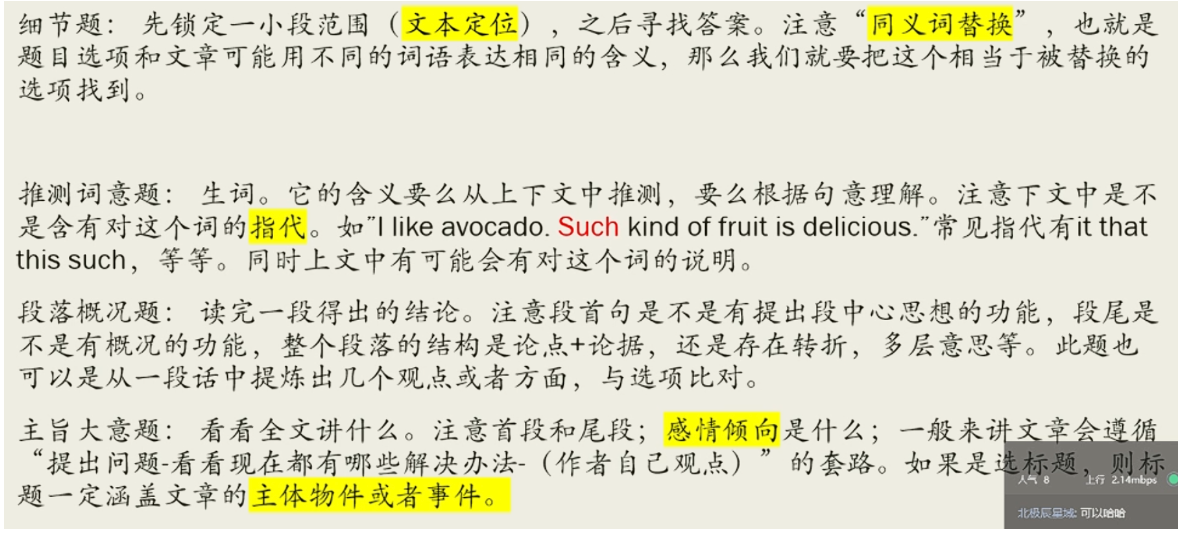 细节题： 先锁定一小段范围（文本定位），之后寻找答案。注意“同义词替换”，也就是
题目选项和文章可能用不同的词语表达相同的含义，那么我们就要把这个相当于被替换的
选项找到。
推测词意题： 生词。它的含义要么从上下文中推测，要么根据句意理解。注意下文中是不
是含有对这个词的指代。如"I like avocado. Such kind of fruit is delicious."常见指代有it that
this such，等等。同时上文中有可能会有对这个词的说明。
段落概况题： 读完一段得出的结论。注意段首句是不是有提出段中心思想的功能，段尾是
不是有概况的功能，整个段落的结构是论点+论据，还是存在转折，多层意思等。此题也
可以是从一段话中提炼出几个观点或者方面，与选项比对。
主旨大意题： 看看全文讲什么。注意首段和尾段；感情倾向是什么；一般来讲文章会遵循
“提出问题-看看现在都有哪些解决办法-（作者自己观点）”的套路。如果是选标题，则标
题一定涵盖文章的主体物件或者事件。
人气 8 上行 2.14mbps
北极辰星域: 可以哈哈